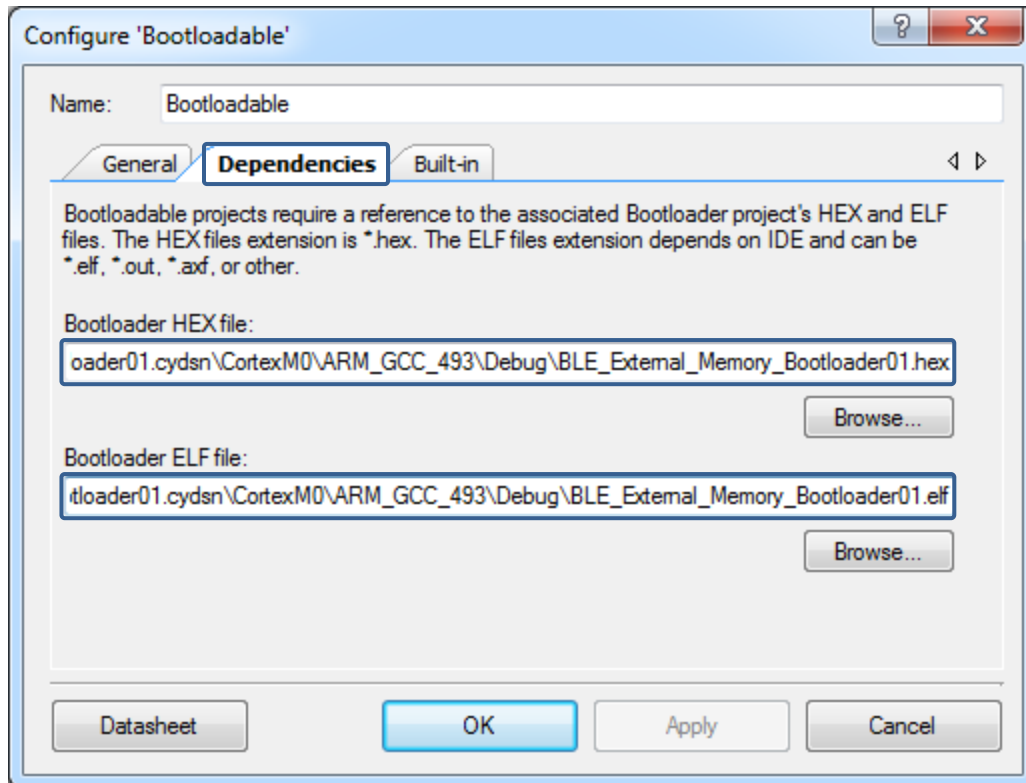 Configure 'Bootloadable'
Name: Bootloadable
General Dependencies Built-in
Bootloadable projects require a reference to the associated Bootloader project's HEX and ELF
files. The HEX files extension is *.hex. The ELF files extension depends on IDE and can be
*.elf, *.out, *.axf, or other.
Bootloader HEX file:
oader01.cydsn\CortexM0\ARM_GCC_493\Debug\BLE_External_Memory_Bootloader01.hex
Browse...
Bootloader ELF file:
tloader01.cydsn\CortexM0\ARM_GCC_493\Debug\BLE_External_Memory_Bootloader01.elf
Browse...
Datasheet OK Apply Cancel